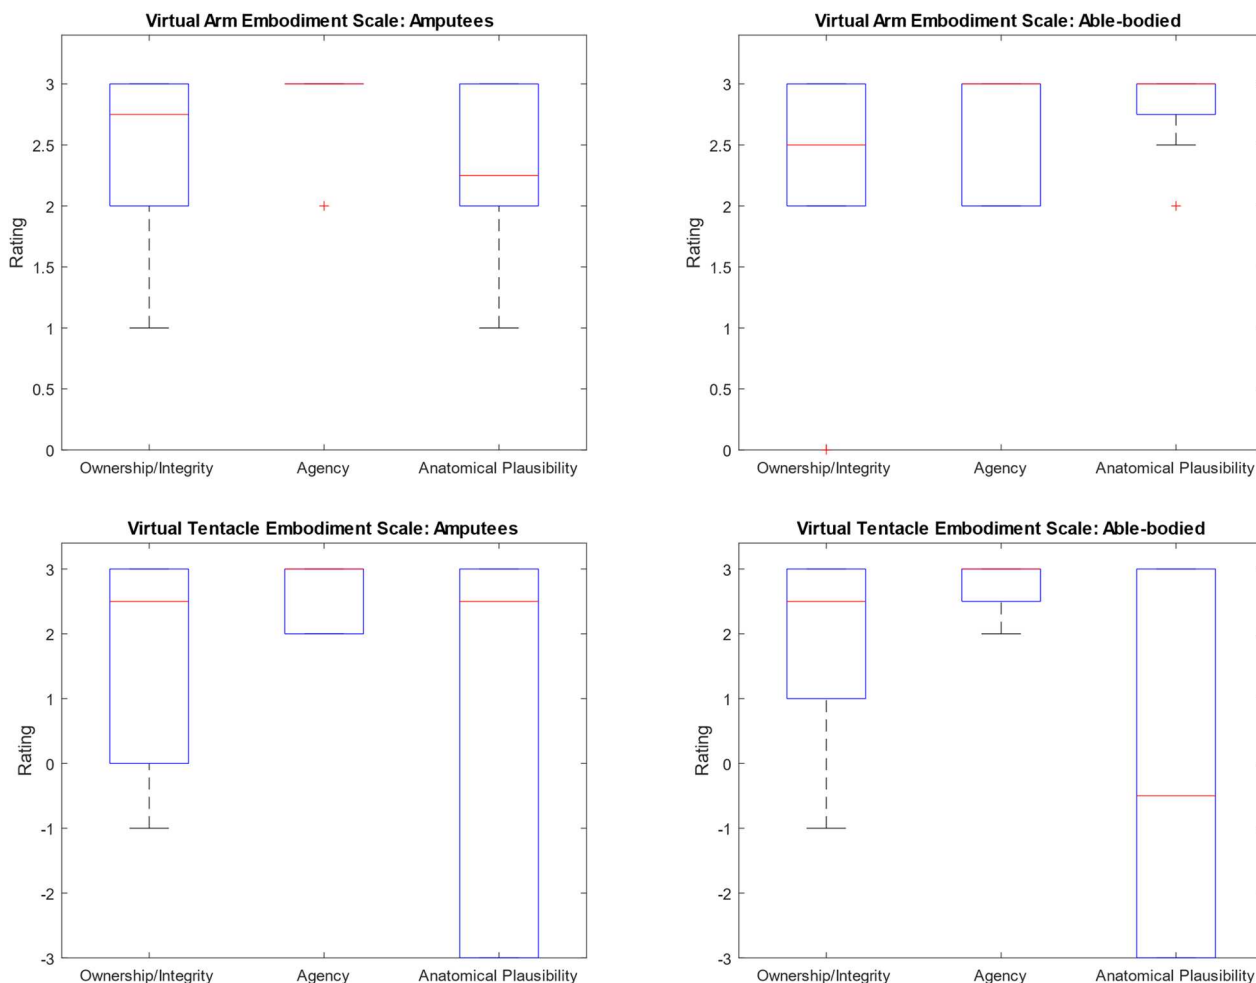 Virtual Arm Embodiment Scale: Amputees
3
2.5
2
1.5
1
0.5
0
Rating
Ownership/Integrity Agency Anatomical Plausibility
Virtual Arm Embodiment Scale: Able-bodied
3
2.5
2
1.5
1
0.5
0
Rating
Ownership/Integrity Agency Anatomical Plausibility
Virtual Tentacle Embodiment Scale: Amputees
3
2
1
0
-1
-2
-3
Rating
Ownership/Integrity Agency Anatomical Plausibility
Virtual Tentacle Embodiment Scale: Able-bodied
3
2
1
0
-1
-2
-3
Rating
Ownership/Integrity Agency Anatomical Plausibility